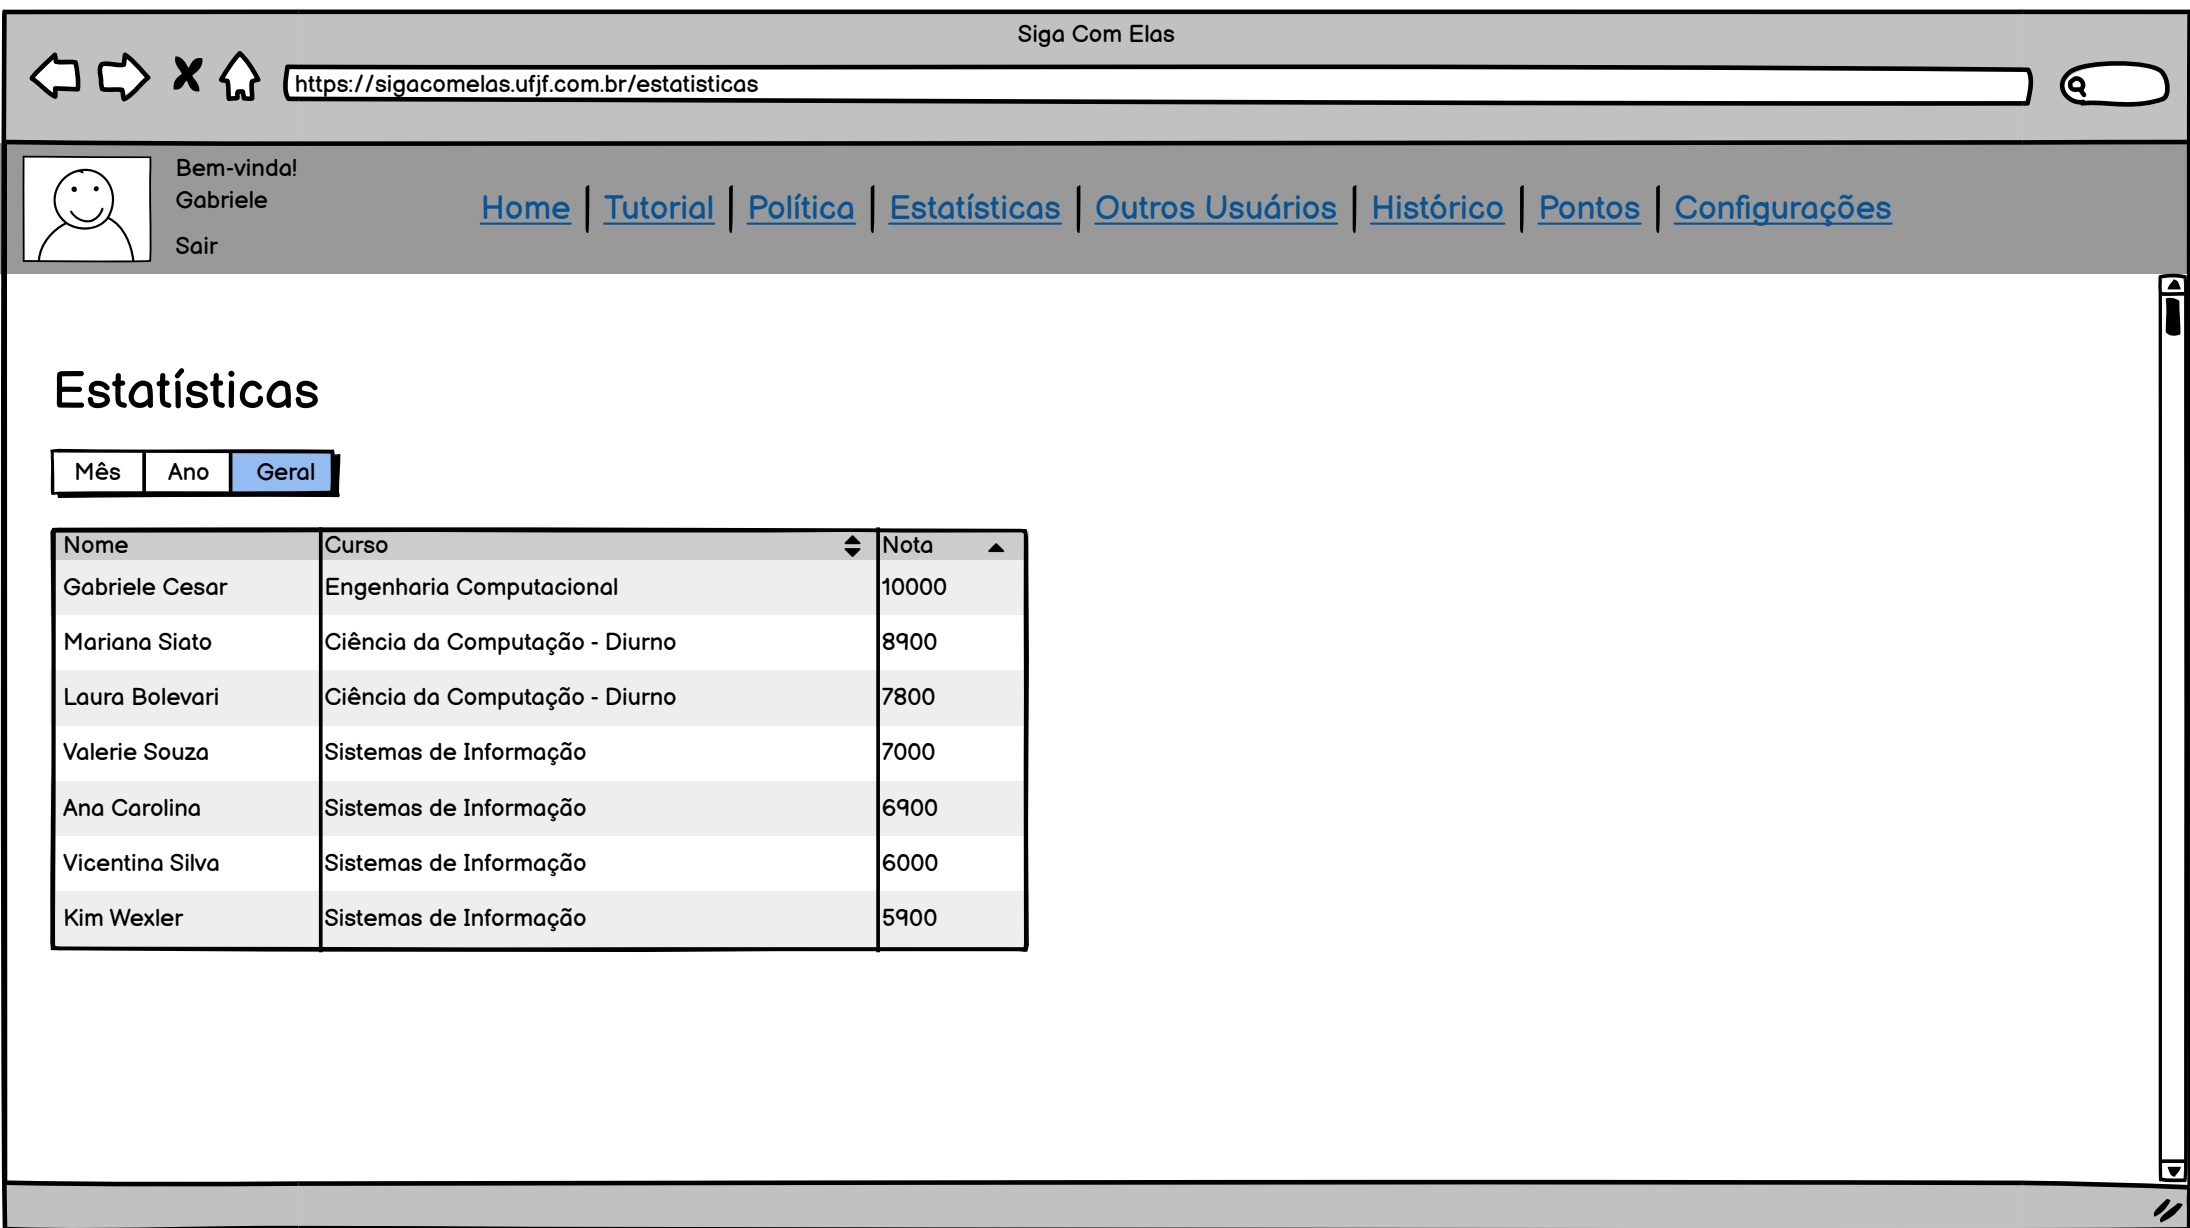 Siga Com Elas
https://sigacomelas.ufjf.com.br/estatisticas
Bem-vinda!
Gabriele
Sair
Home Tutorial Política Estatísticas Outros Usuários Histórico Pontos Configurações
Estatísticas
Mês Ano Geral
Nome Curso Nota
Gabriele Cesar Engenharia Computacional 10000
Mariana Siato Ciência da Computação - Diurno 8900
Laura Bolevari Ciência da Computação - Diurno 7800
Valerie Souza Sistemas de Informação 7000
Ana Carolina Sistemas de Informação 6900
Vicentina Silva Sistemas de Informação 6000
Kim Wexler Sistemas de Informação 5900